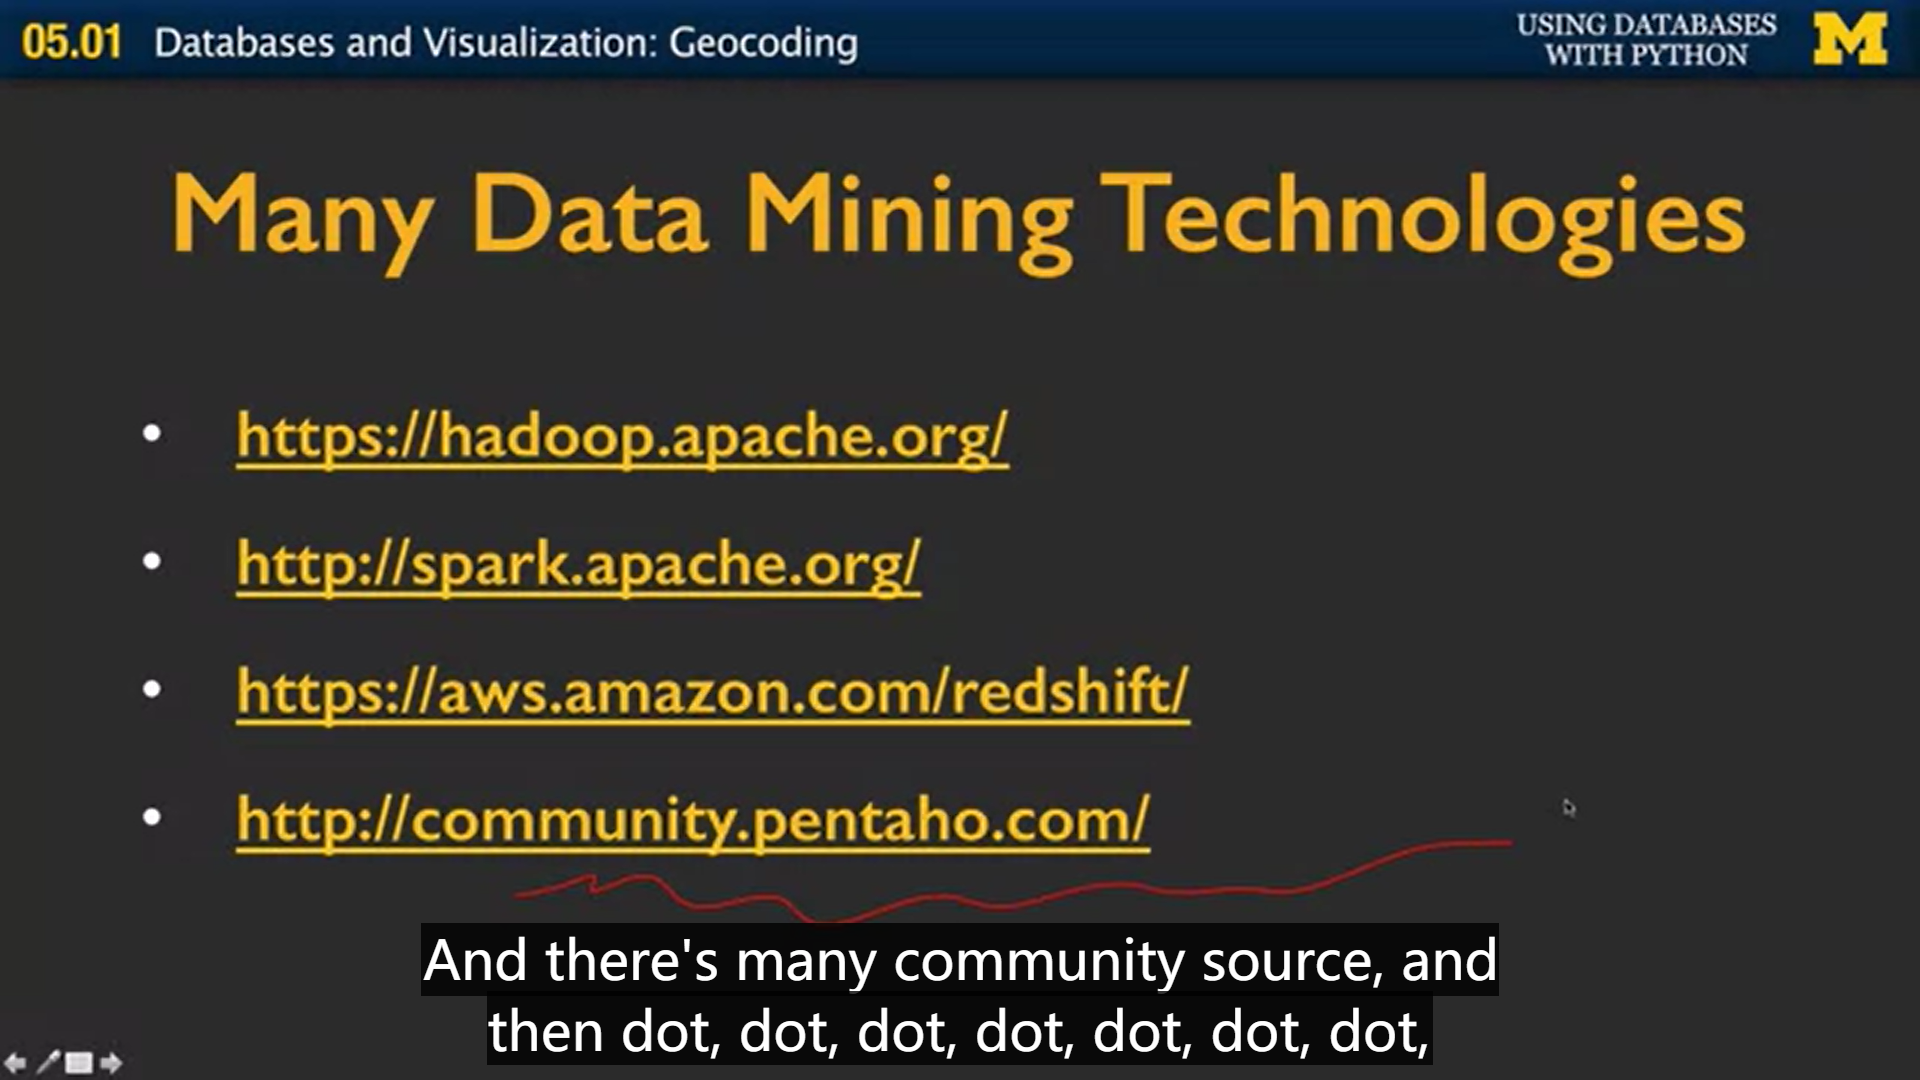 05.01 Databases and Visualization: Geocoding
USING DATABASES
WITH PYTHON
M
Many Data Mining Technologies
• https://hadoop.apache.org/
• http://spark.apache.org/
• https://aws.amazon.com/redshift/
• http://community.pentaho.com/
And there's many community source, and
then dot, dot, dot, dot, dot, dot, dot,